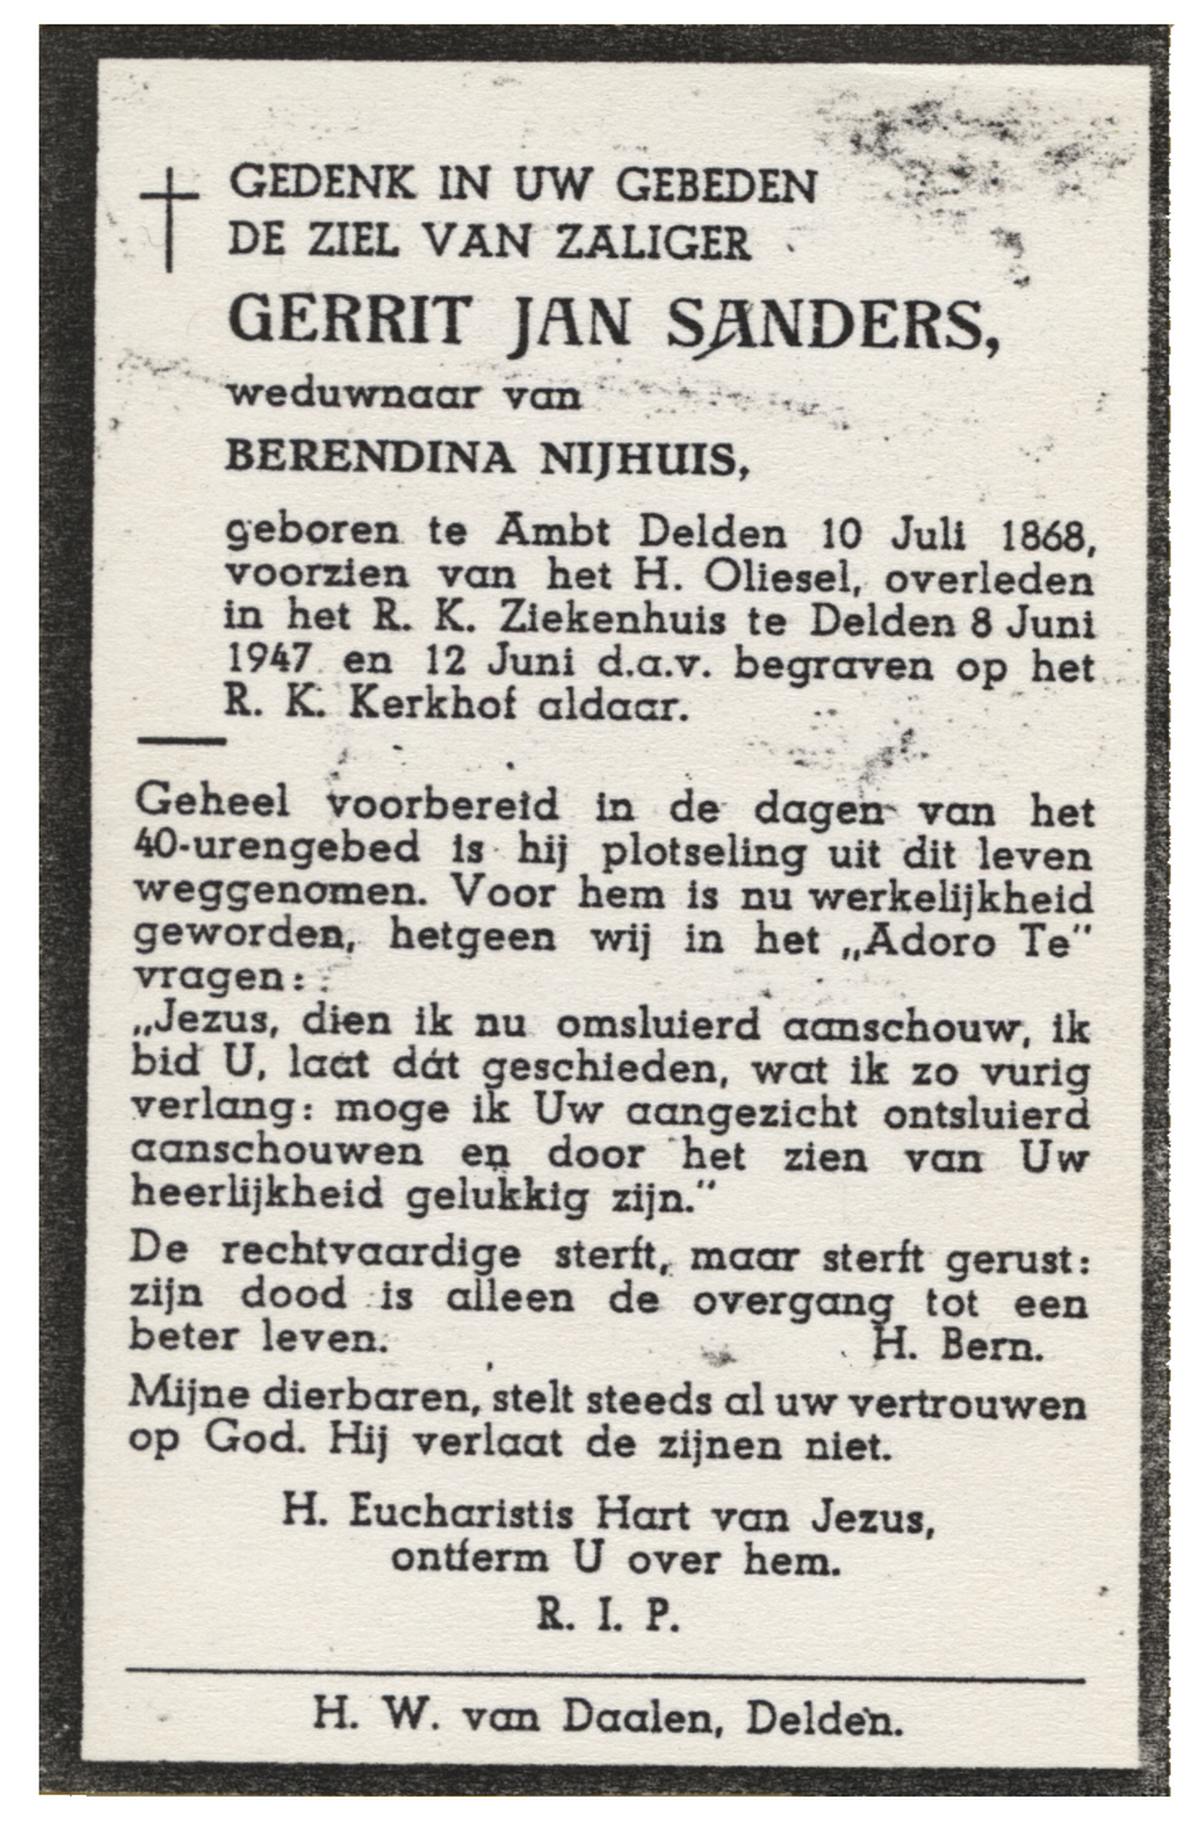 GEDENK IN UW GEBEDEN
DE ZIEL VAN ZALIGER
GERRIT JAN SANDERS,
weduwnaar van
BERENDINA NIJHUIS,
geboren te Ambt Delden 10 Juli 1868,
voorzien van het H. Oliesel, overleden
in het R. K. Ziekenhuis te Delden 8 Juni
1947 en 12 Juni d.a.v. begraven op het
R. K. Kerkhof aldaar.
Geheel voorbereid in de dagen van het
40-urengebed is hij plotseling uit dit leven
weggenomen. Voor hem is nu werkelijkheid
geworden, hetgeen wij in het „Adoro Te”
vragen:
„Jezus, dien ik nu omsluierd aanschouw, ik
bid U, laat dát geschieden, wat ik zo vurig
verlang: moge ik Uw aangezicht ontsluierd
aanschouwen en door het zien van Uw
heerlijkheid gelukkig zijn.”
De rechtvaardige sterft, maar sterft gerust:
zijn dood is alleen de overgang tot een
beter leven. H. Bern.
Mijne dierbaren, stelt steeds al uw vertrouwen
op God. Hij verlaat de zijnen niet.
H. Eucharistis Hart van Jezus,
ontferm U over hem.
R. I. P.
H. W. van Daalen, Delden.